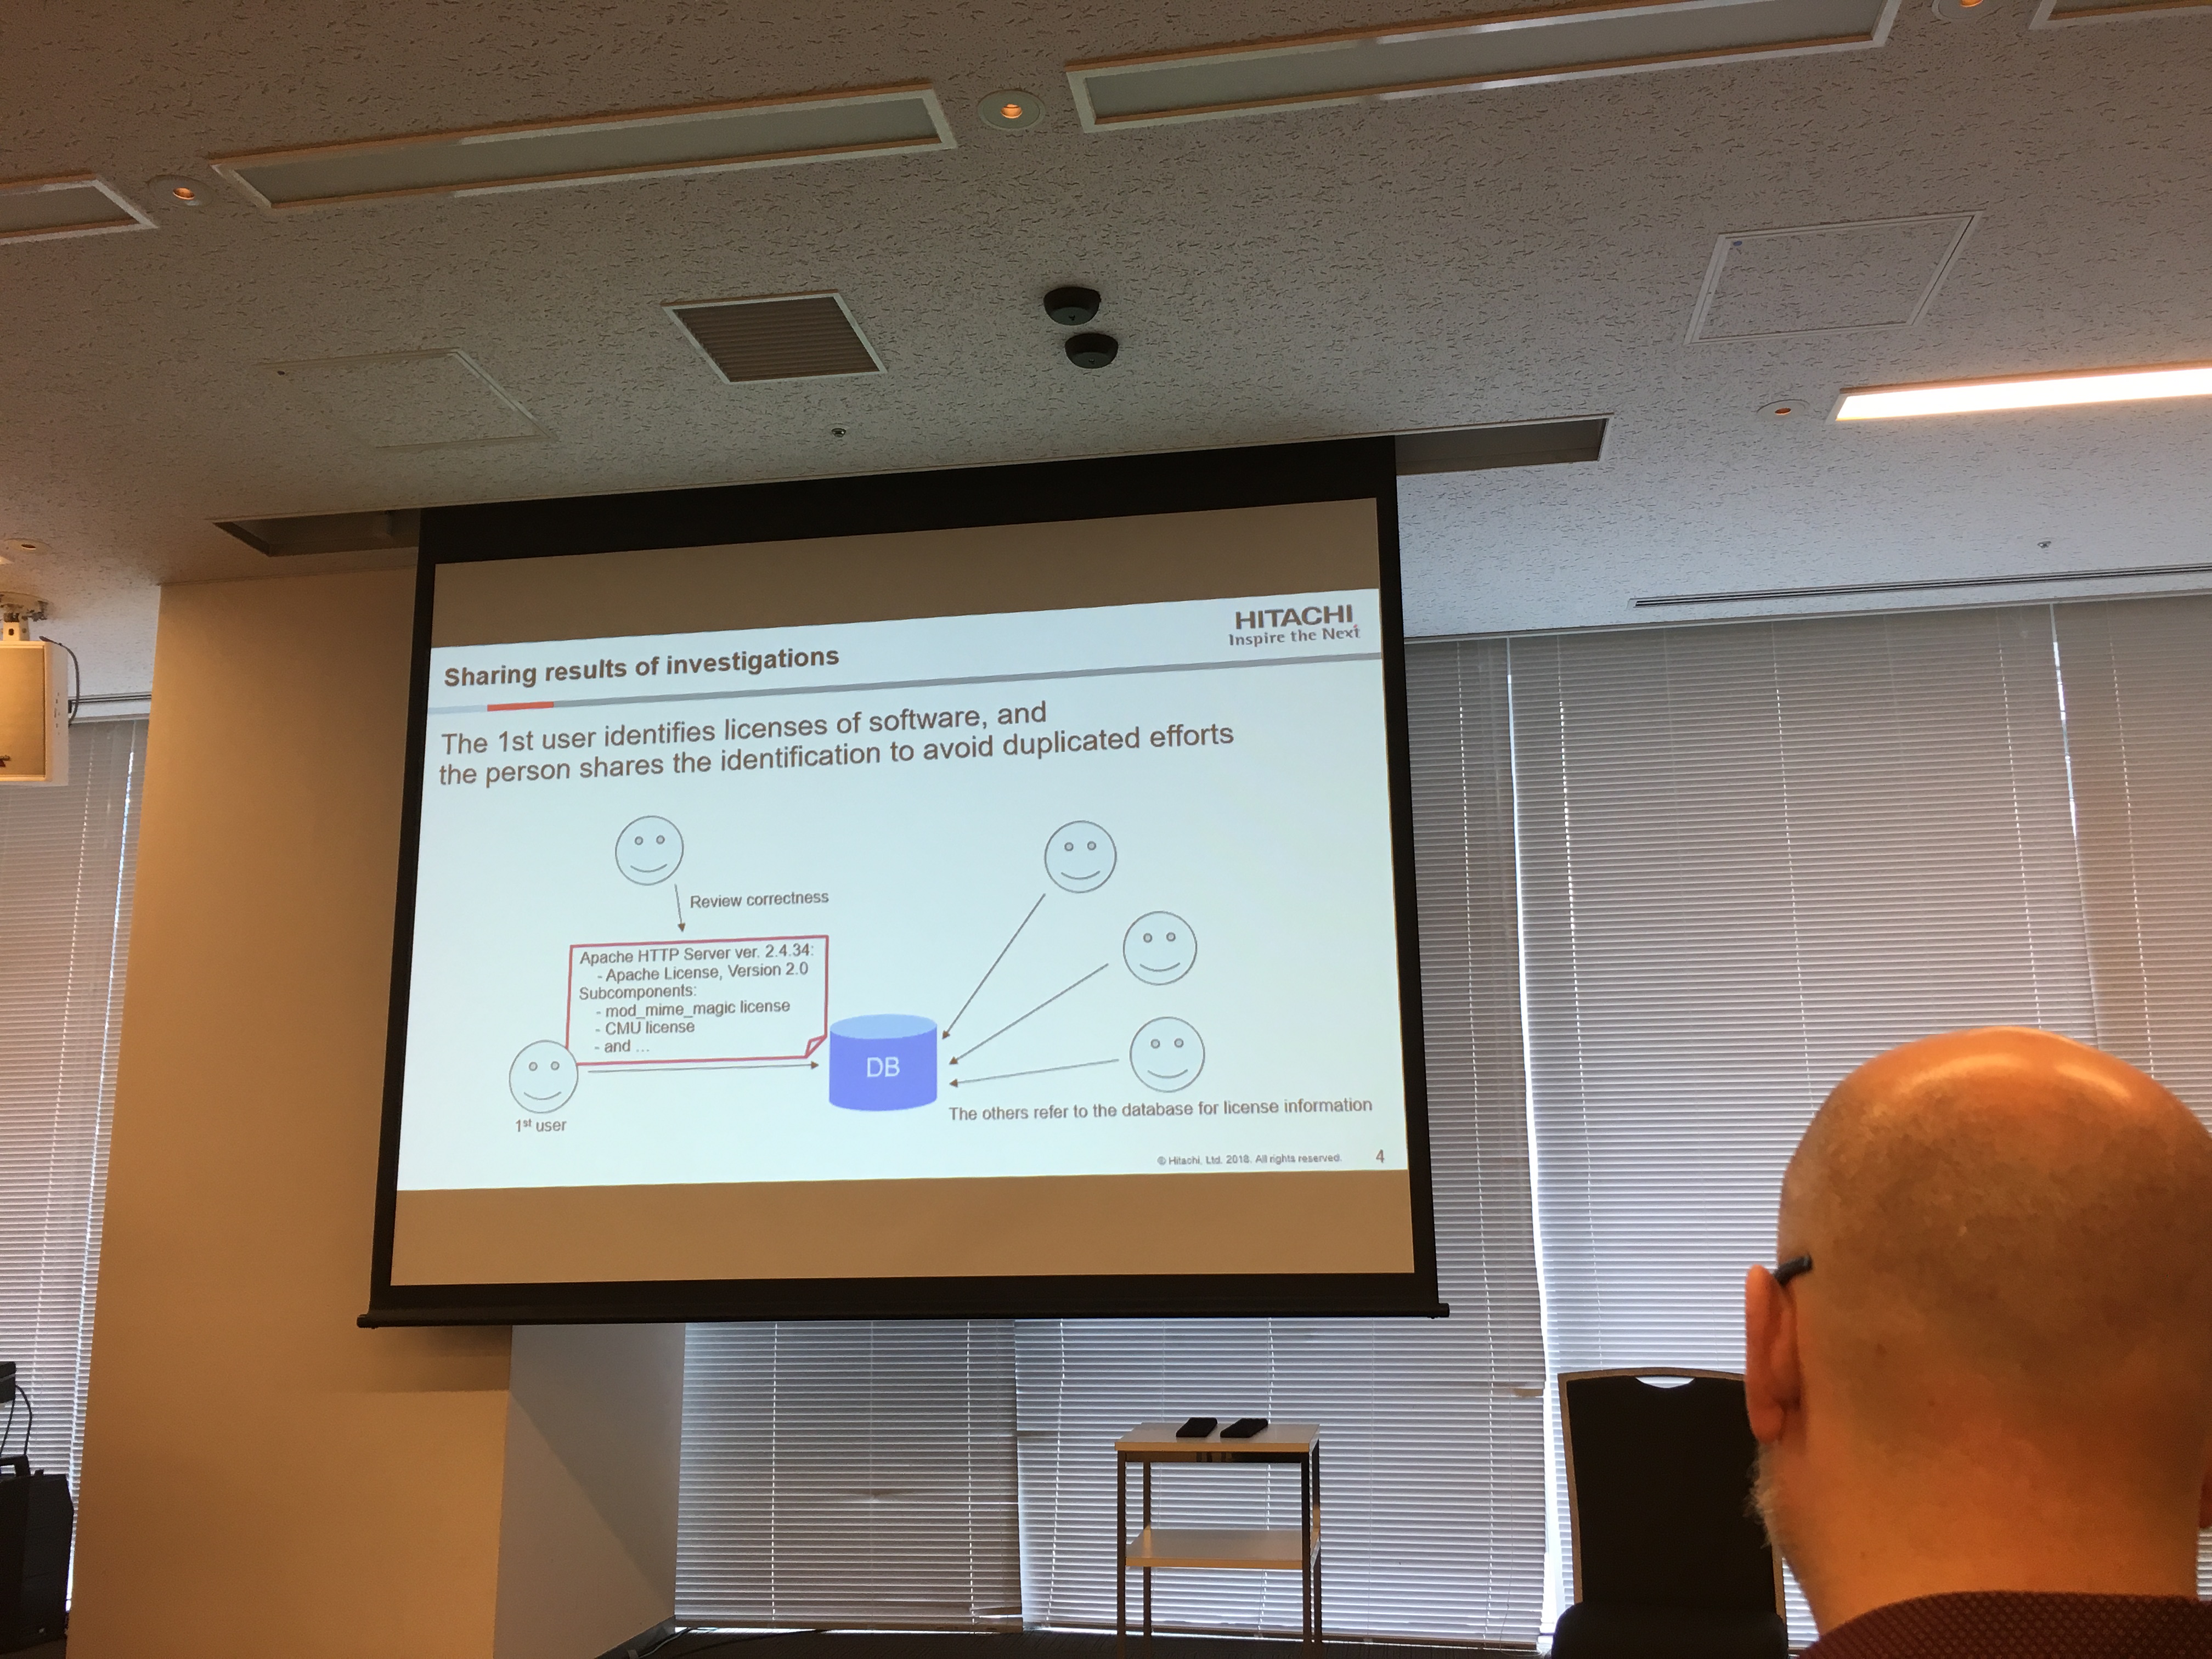 HITACHI
Inspire the Next
Sharing results of investigations
The 1st user identifies licenses of software, and
the person shares the identification to avoid duplicated efforts
Review correctness
Apache HTTP Server ver. 2.4.34:
- Apache License, Version 2.0
Subcomponents:
- mod_mime_magic license
- CMU license
- and ...
DB
1st user
The others refer to the database for license information
© Hitachi, Ltd. 2018. All rights reserved.
4